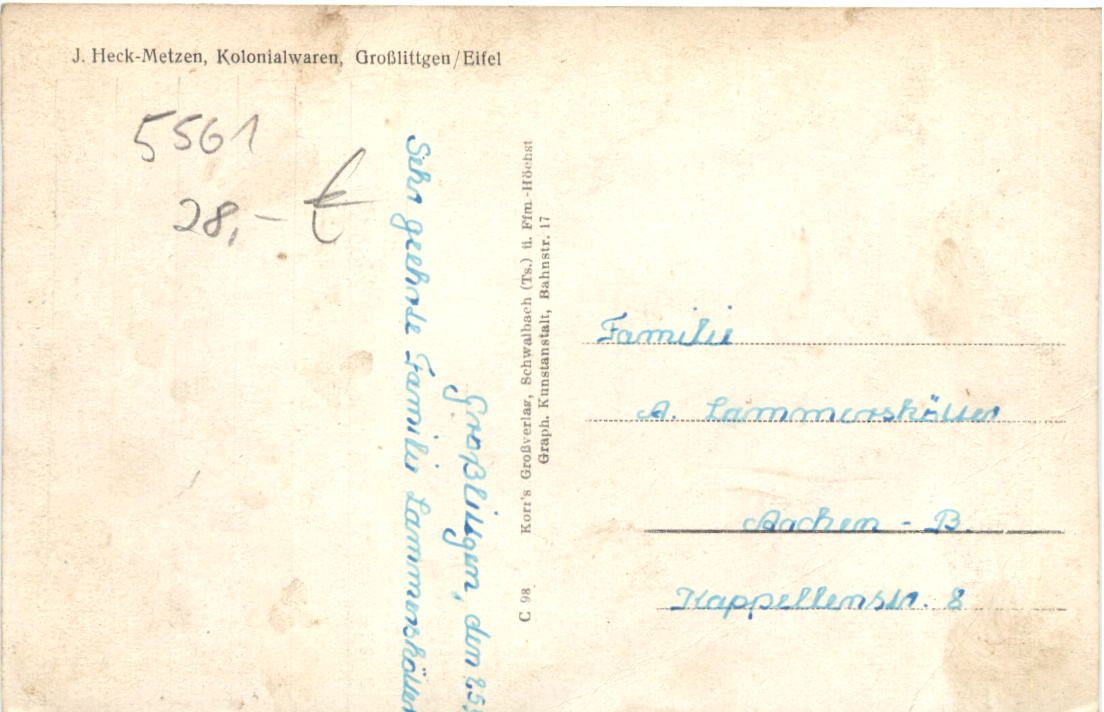 J. Heck-Metzen, Kolonialwaren, Großlittgen/Eifel
5561
28,- €
Großlittgen, den 25.
Sehr geehrte Familie Lammerskötter
C 98 Korr's Großverlag, Schwalbach (Ts.) ü. Ffm-Höchst
Graph. Kunstanstalt, Bahnstr. 17
Familie
A. Lammerskötter
Aachen - B.
Kappellenstr. 8